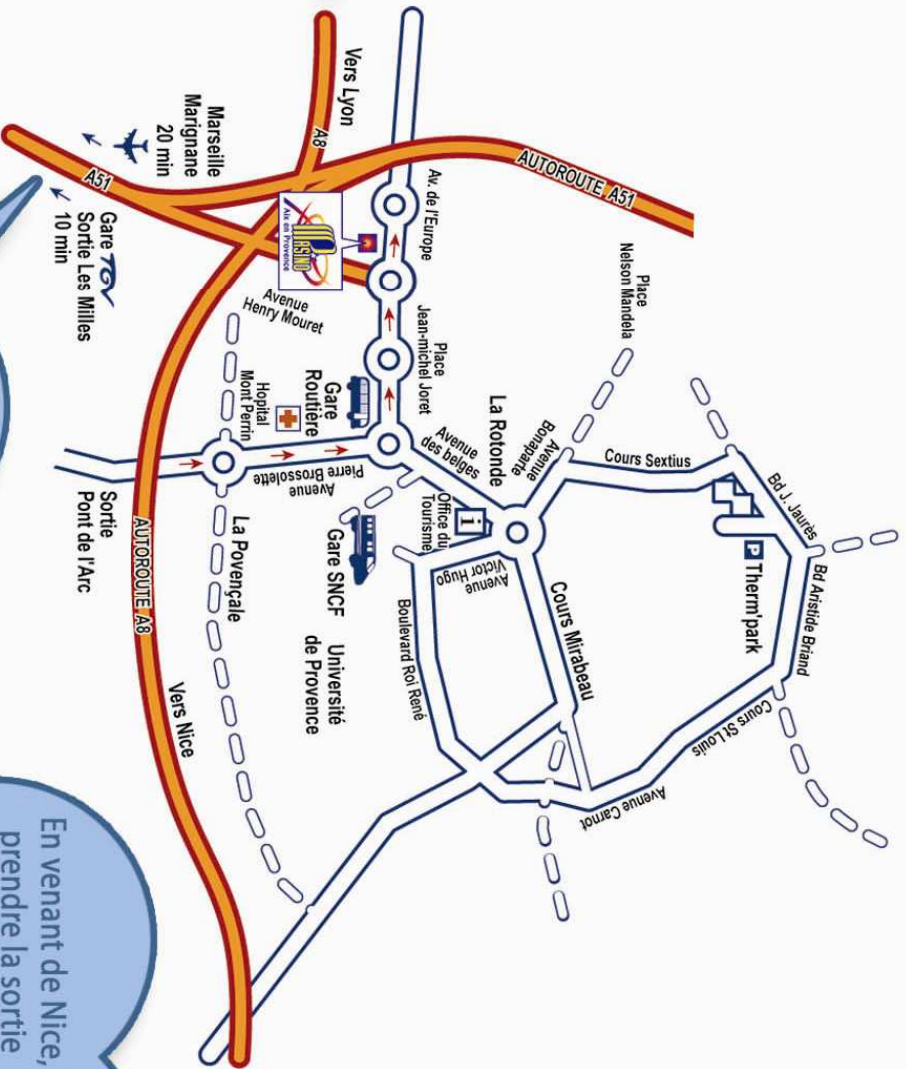 Vers Lyon
A8
AUTOROUTE A51
Marseille
Marignane
20 min
A51
Gare TGV
Sortie Les Milles
10 min
Av. de l'Europe
PASINO
Aix en Provence
Avenue
Henry Mouret
Place
Jean-michel Joret
Place
Nelson Mandela
Gare
Routière
Hopital
Mont Perrin
Avenue
Pierre Brossolette
Avenue
des belges
La Rotonde
Avenue
Bonaparte
Cours Sextius
Bd J. Jaurès
P Therm'park
Bd Aristide Briand
Cours St Louis
Avenue Carnot
Cours Mirabeau
i
Office du
Tourisme
Avenue
Victor Hugo
Boulevard Roi René
Gare SNCF
Université
de Provence
La Povençale
Sortie
Pont de l'Arc
AUTOROUTE A8
Vers Nice
En venant de Nice,
prendre la sortie